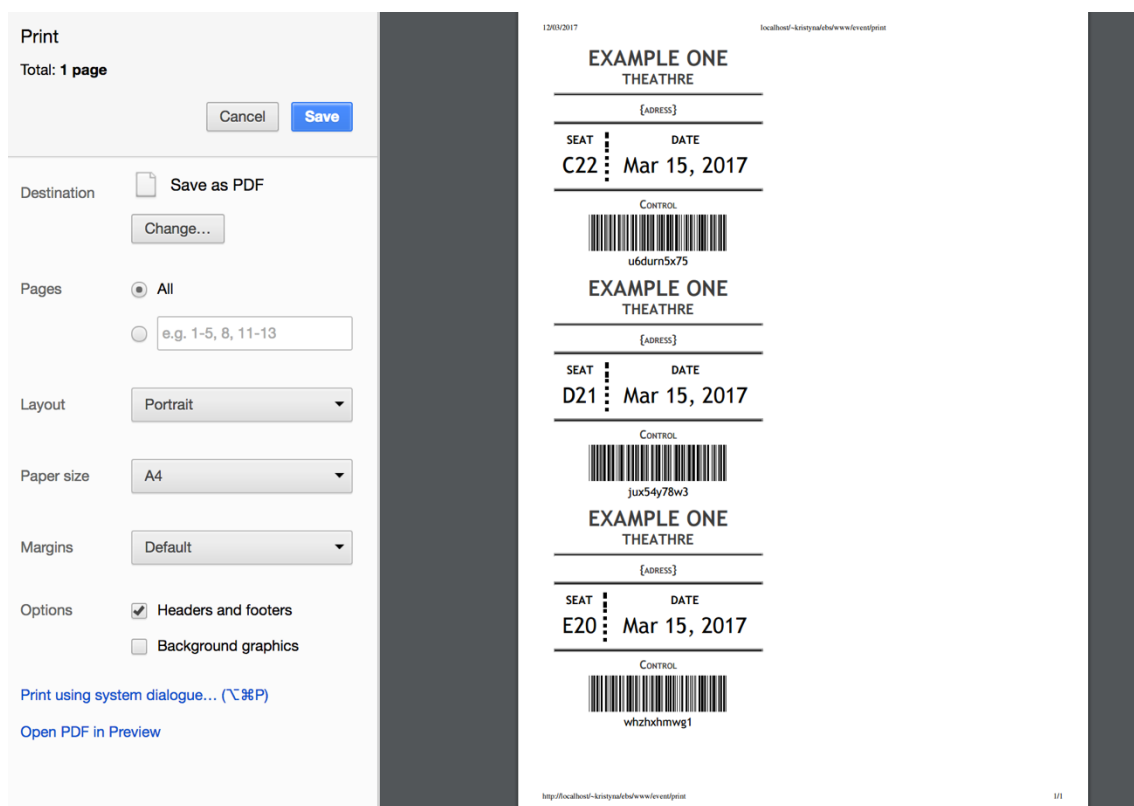 Print
Total: 1 page
Cancel Save
Destination Save as PDF
Change...
Pages All
e.g. 1-5, 8, 11-13
Layout Portrait
Paper size A4
Margins Default
Options Headers and footers
Background graphics
Print using system dialogue... (⌥⌘P)
Open PDF in Preview
12/03/2017 localhost/~kristyna/ebs/www/event/print
EXAMPLE ONE
THEATHRE
{ADRESS}
SEAT DATE
C22 Mar 15, 2017
CONTROL
u6durn5x75
EXAMPLE ONE
THEATHRE
{ADRESS}
SEAT DATE
D21 Mar 15, 2017
CONTROL
jux54y78w3
EXAMPLE ONE
THEATHRE
{ADRESS}
SEAT DATE
E20 Mar 15, 2017
CONTROL
whzhxhmwg1
http://localhost/~kristyna/ebs/www/event/print 1/1